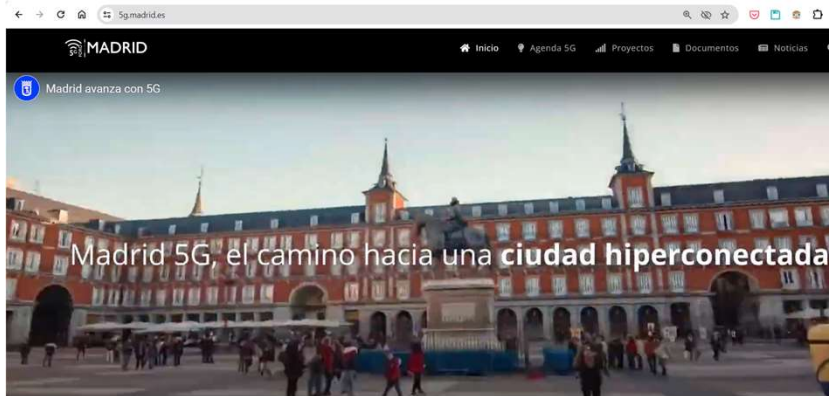 5g.madrid.es
5G MADRID
Inicio
Agenda 5G
Proyectos
Documentos
Noticias
Madrid avanza con 5G
Madrid 5G, el camino hacia una ciudad hiperconectada